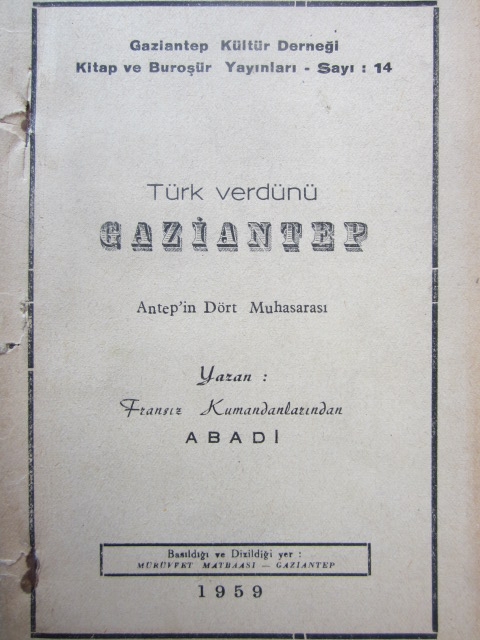 Gaziantep Kültür Derneği
Kitap ve Buroşür Yayınları - Sayı : 14
Türk verdünü
GAZİANTEP
Antep'in Dört Muhasarası
Yazan :
Fransız Kumandanlarından
ABADİ
Basıldığı ve Dizildiği yer :
MÜRÜVVET MATBAASI — GAZİANTEP
1959